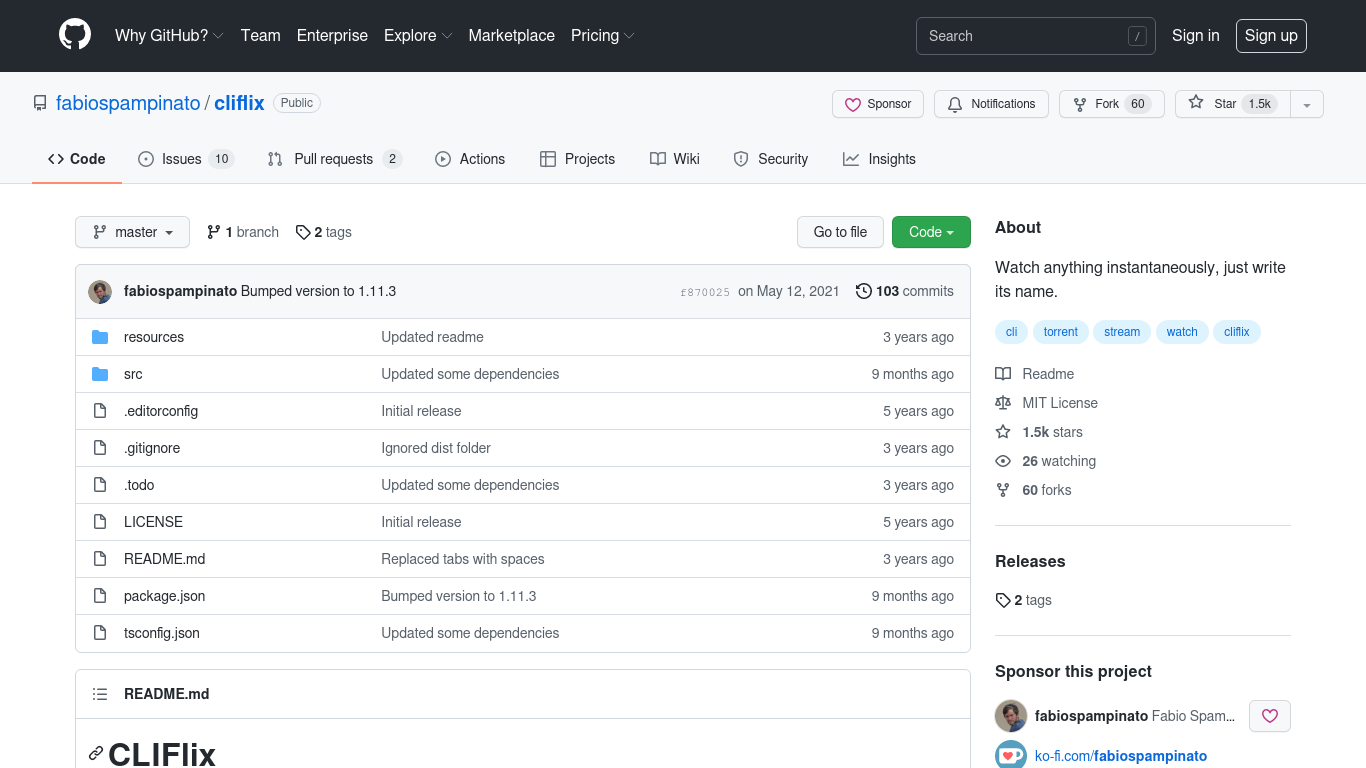 Why GitHub? Team Enterprise Explore Marketplace Pricing Search / Sign in Sign up
fabiospampinato / cliflix Public Sponsor Notifications Fork 60 Star 1.5k
Code Issues 10 Pull requests 2 Actions Projects Wiki Security Insights
master 1 branch 2 tags Go to file Code
fabiospampinato Bumped version to 1.11.3 f870025 on May 12, 2021 103 commits
resources Updated readme 3 years ago
src Updated some dependencies 9 months ago
.editorconfig Initial release 5 years ago
.gitignore Ignored dist folder 3 years ago
.todo Updated some dependencies 3 years ago
LICENSE Initial release 5 years ago
README.md Replaced tabs with spaces 3 years ago
package.json Bumped version to 1.11.3 9 months ago
tsconfig.json Updated some dependencies 9 months ago
README.md
CLIFlix
About
Watch anything instantaneously, just write
its name.
cli torrent stream watch cliflix
Readme
MIT License
1.5k stars
26 watching
60 forks
Releases
2 tags
Sponsor this project
fabiospampinato Fabio Spam...
ko-fi.com/fabiospampinato